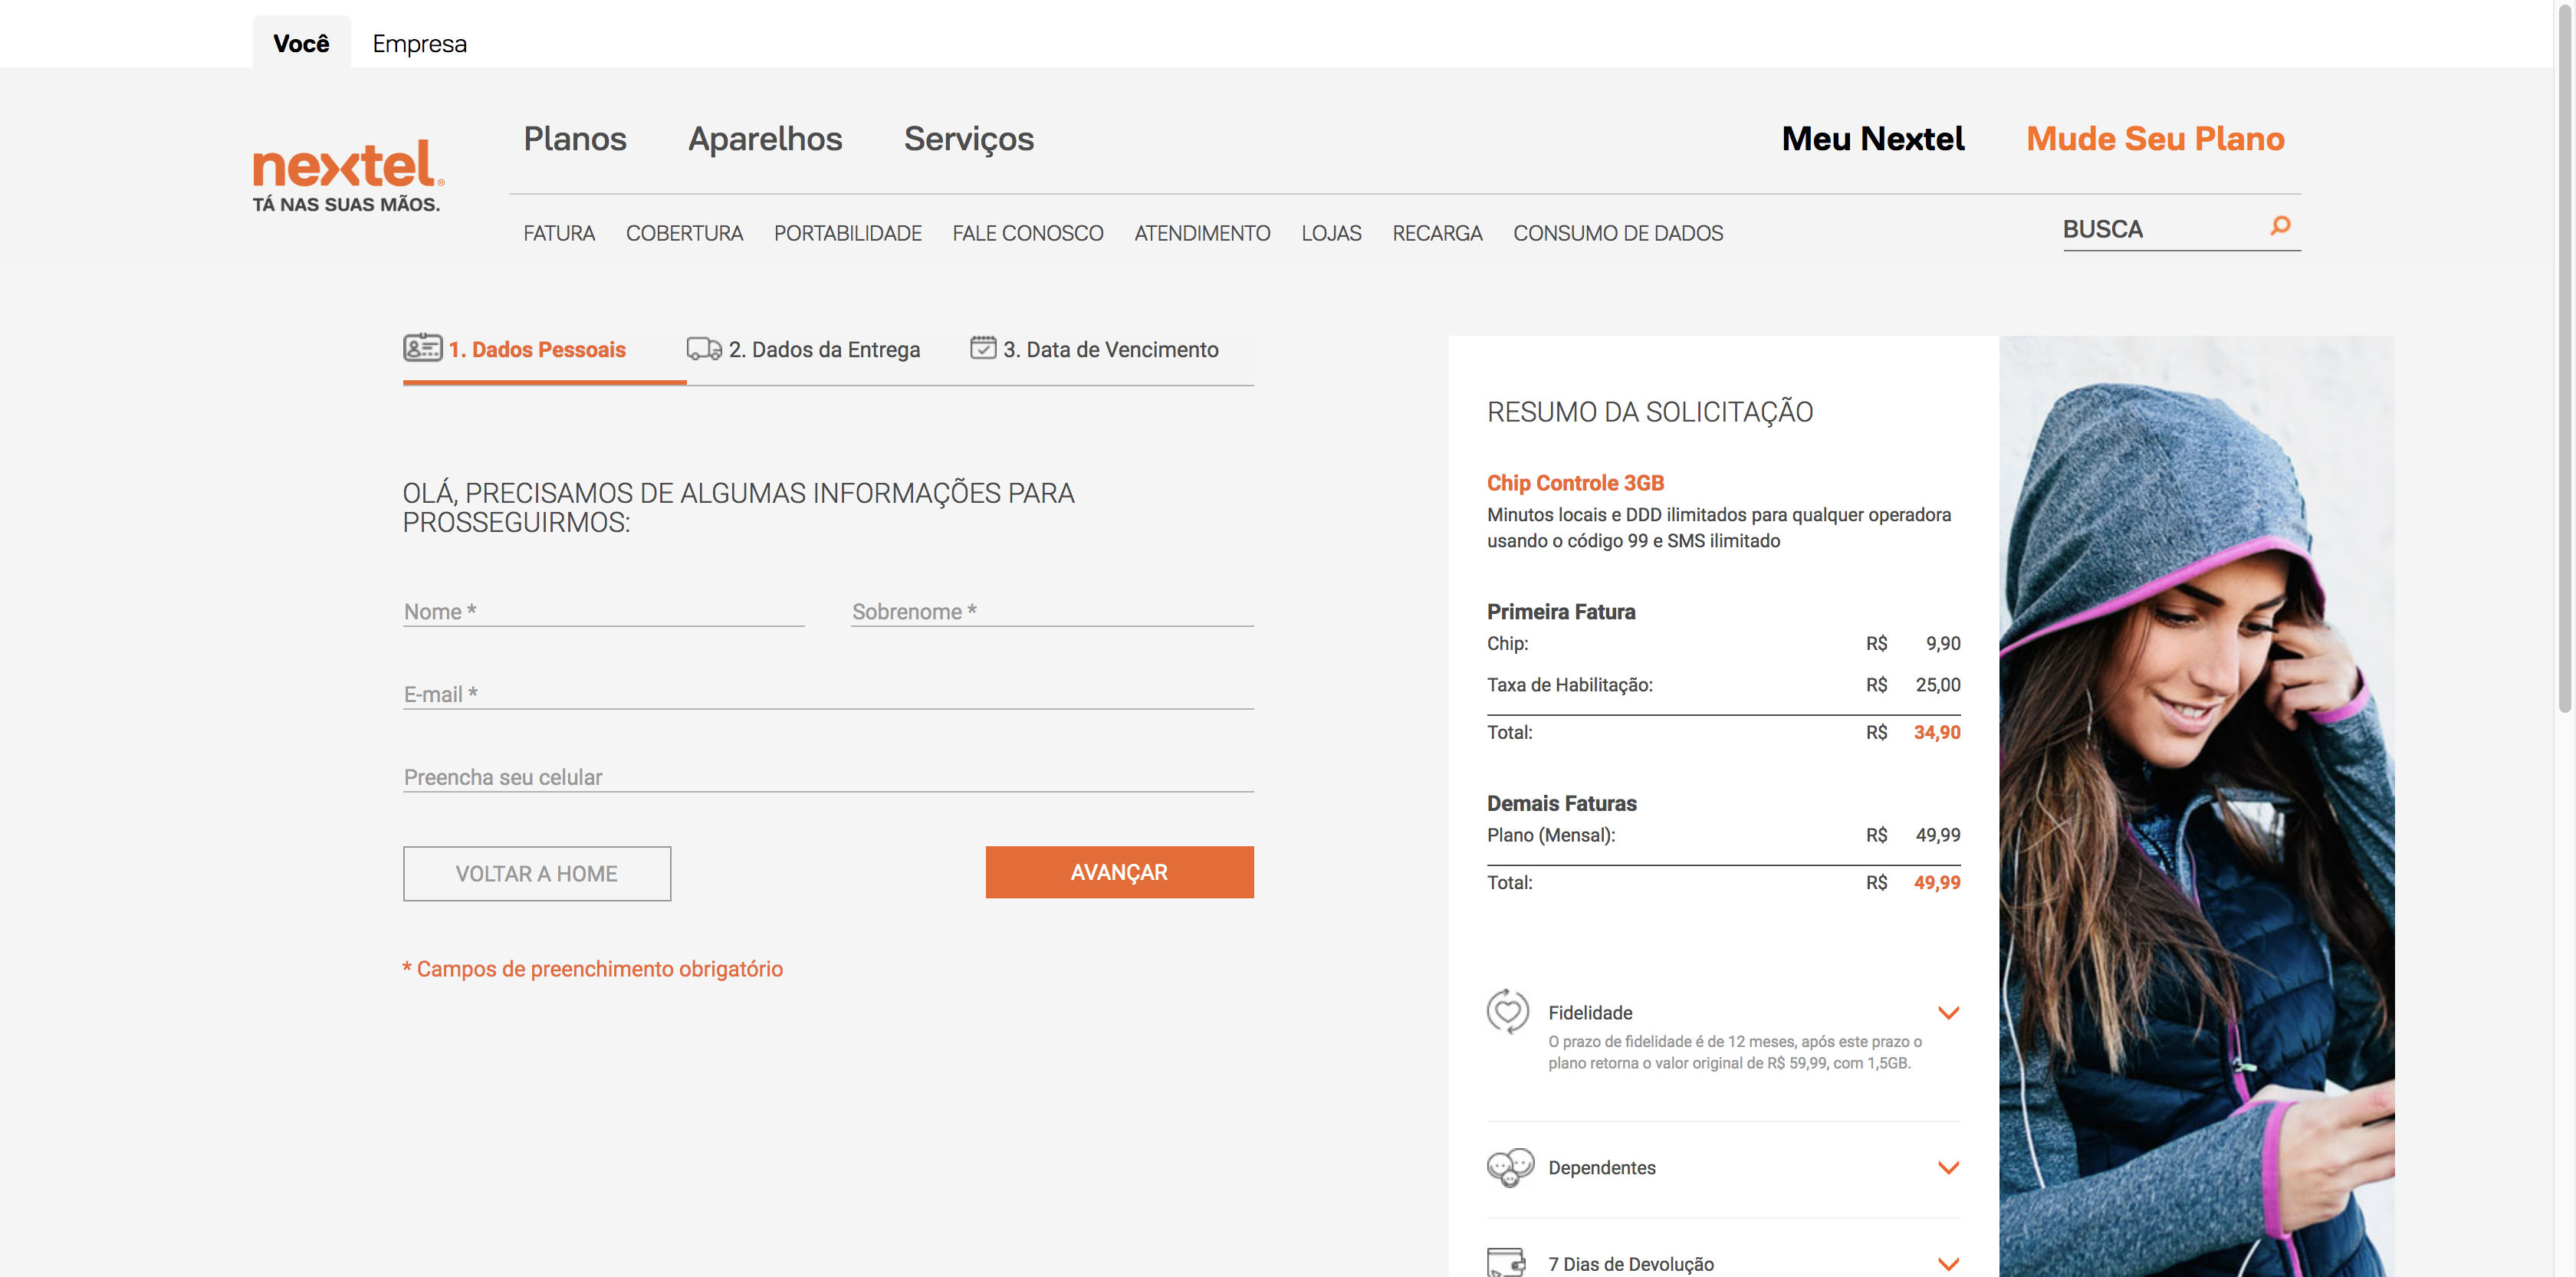 Você
Empresa
nextel®
TÁ NAS SUAS MÃOS.
Planos
Aparelhos
Serviços
Meu Nextel
Mude Seu Plano
FATURA
COBERTURA
PORTABILIDADE
FALE CONOSCO
ATENDIMENTO
LOJAS
RECARGA
CONSUMO DE DADOS
BUSCA
1. Dados Pessoais
2. Dados da Entrega
3. Data de Vencimento
OLÁ, PRECISAMOS DE ALGUMAS INFORMAÇÕES PARA
PROSSEGUIRMOS:
Nome *
Sobrenome *
E-mail *
Preencha seu celular
VOLTAR A HOME
AVANÇAR
* Campos de preenchimento obrigatório
RESUMO DA SOLICITAÇÃO
Chip Controle 3GB
Minutos locais e DDD ilimitados para qualquer operadora
usando o código 99 e SMS ilimitado
Primeira Fatura
Chip: R$ 9,90
Taxa de Habilitação: R$ 25,00
Total: R$ 34,90
Demais Faturas
Plano (Mensal): R$ 49,99
Total: R$ 49,99
Fidelidade
O prazo de fidelidade é de 12 meses, após este prazo o
plano retorna o valor original de R$ 59,99, com 1,5GB.
Dependentes
7 Dias de Devolução